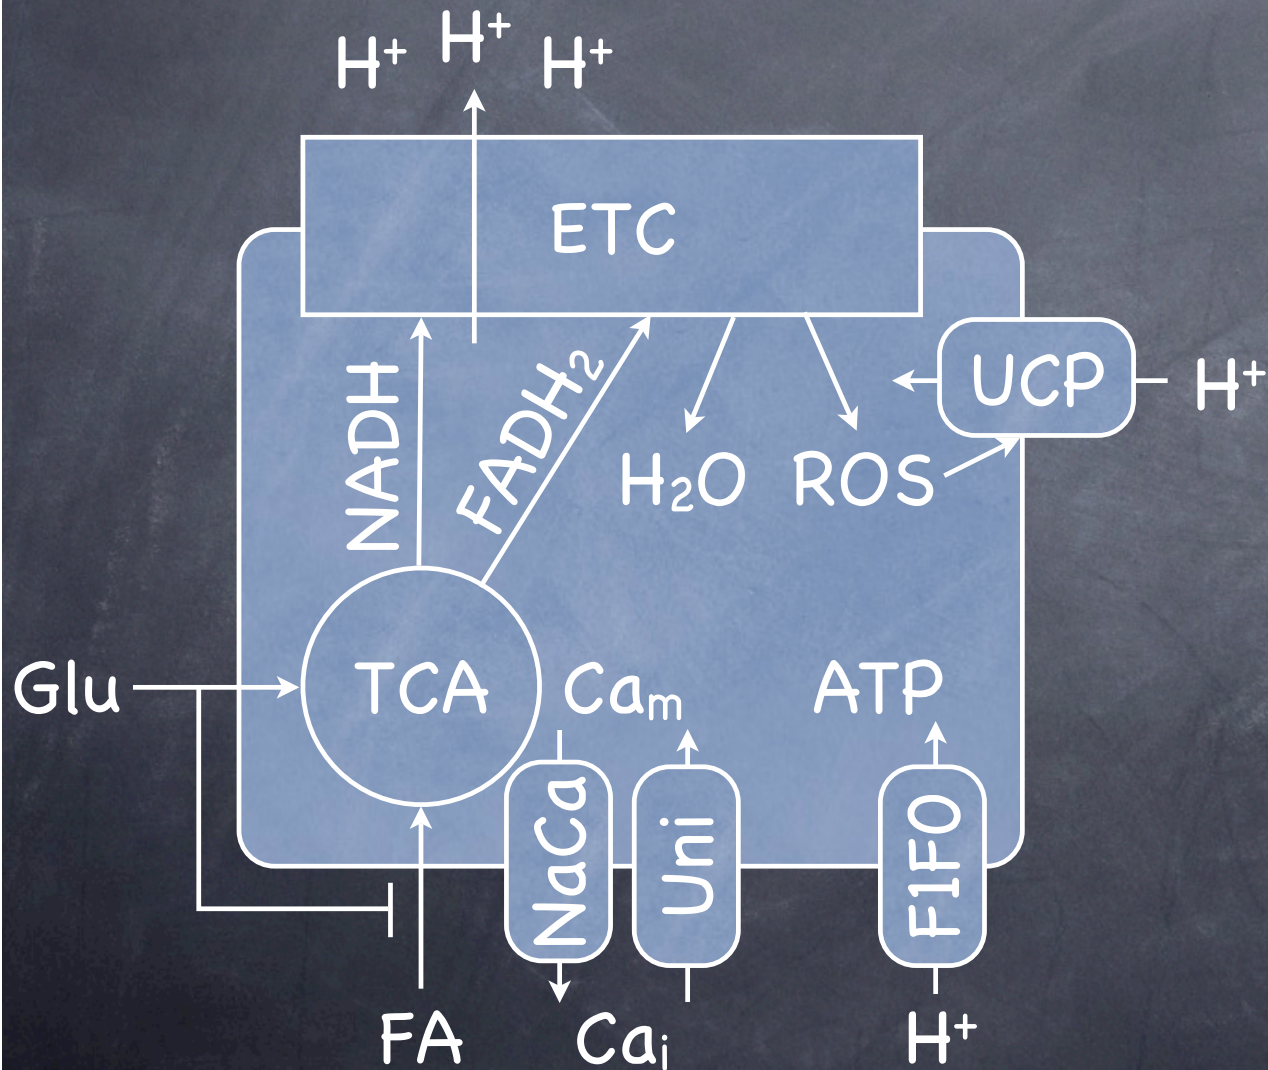 H⁺ H⁺ H⁺
ETC
UCP
H⁺
NADH
FADH₂
H₂O
ROS
Glu
TCA
Caₘ
ATP
NaCa
Uni
F1F0
FA
Caᵢ
H⁺